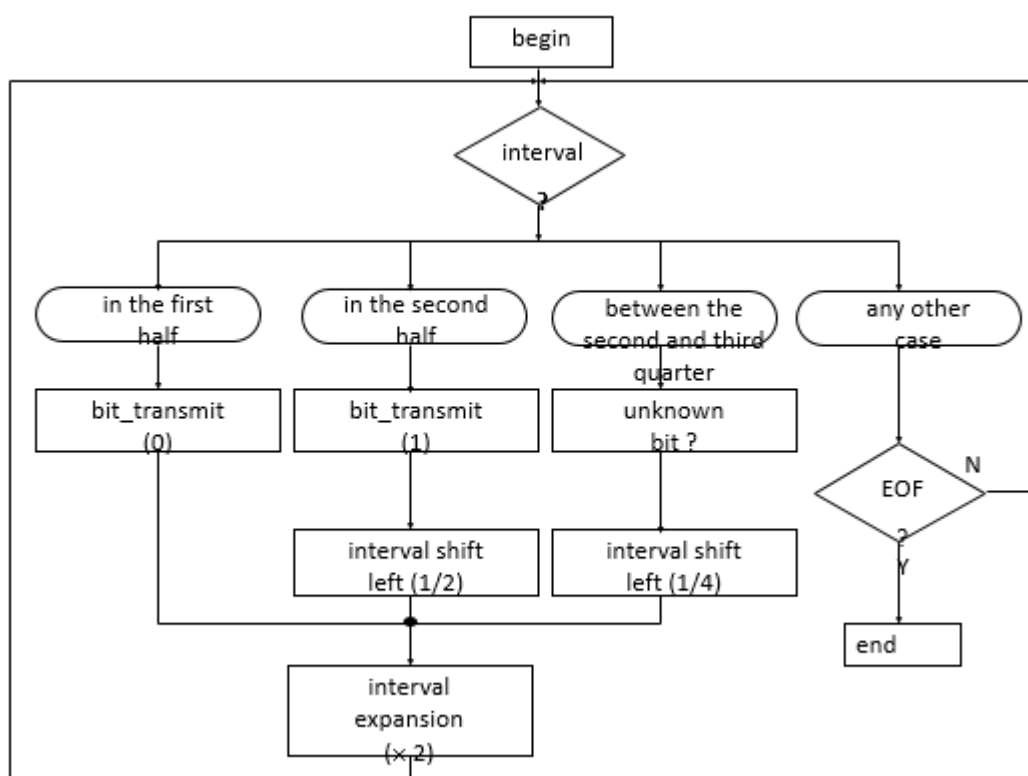 begin
interval
?
in the first
half
in the second
half
between the
second and third
quarter
any other
case
bit_transmit
(0)
bit_transmit
(1)
unknown
bit ?
N
EOF
?
Y
interval shift
left (1/2)
interval shift
left (1/4)
end
interval
expansion
(× 2)